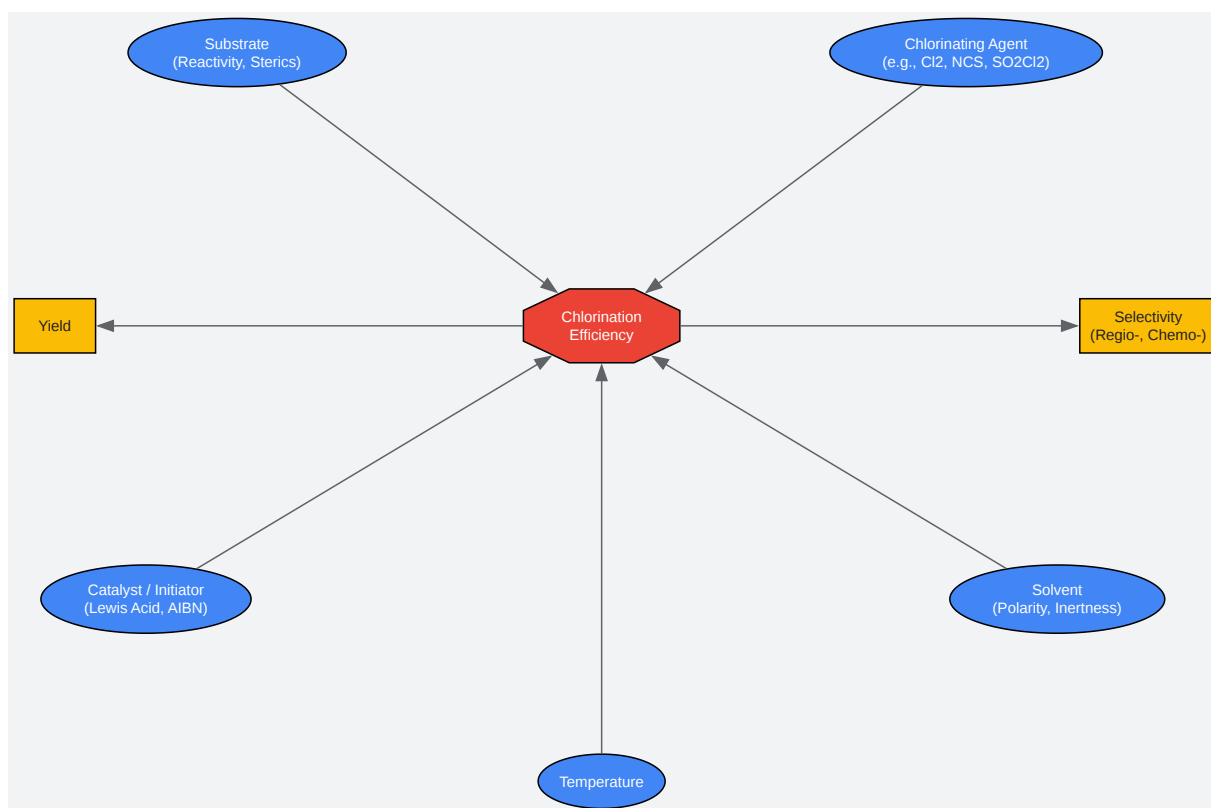 Substrate
(Reactivity, Sterics)
Chlorinating Agent
(e.g., Cl2, NCS, SO2Cl2)
Yield
Chlorination
Efficiency
Selectivity
(Regio-, Chemo-)
Catalyst / Initiator
(Lewis Acid, AIBN)
Solvent
(Polarity, Inertness)
Temperature